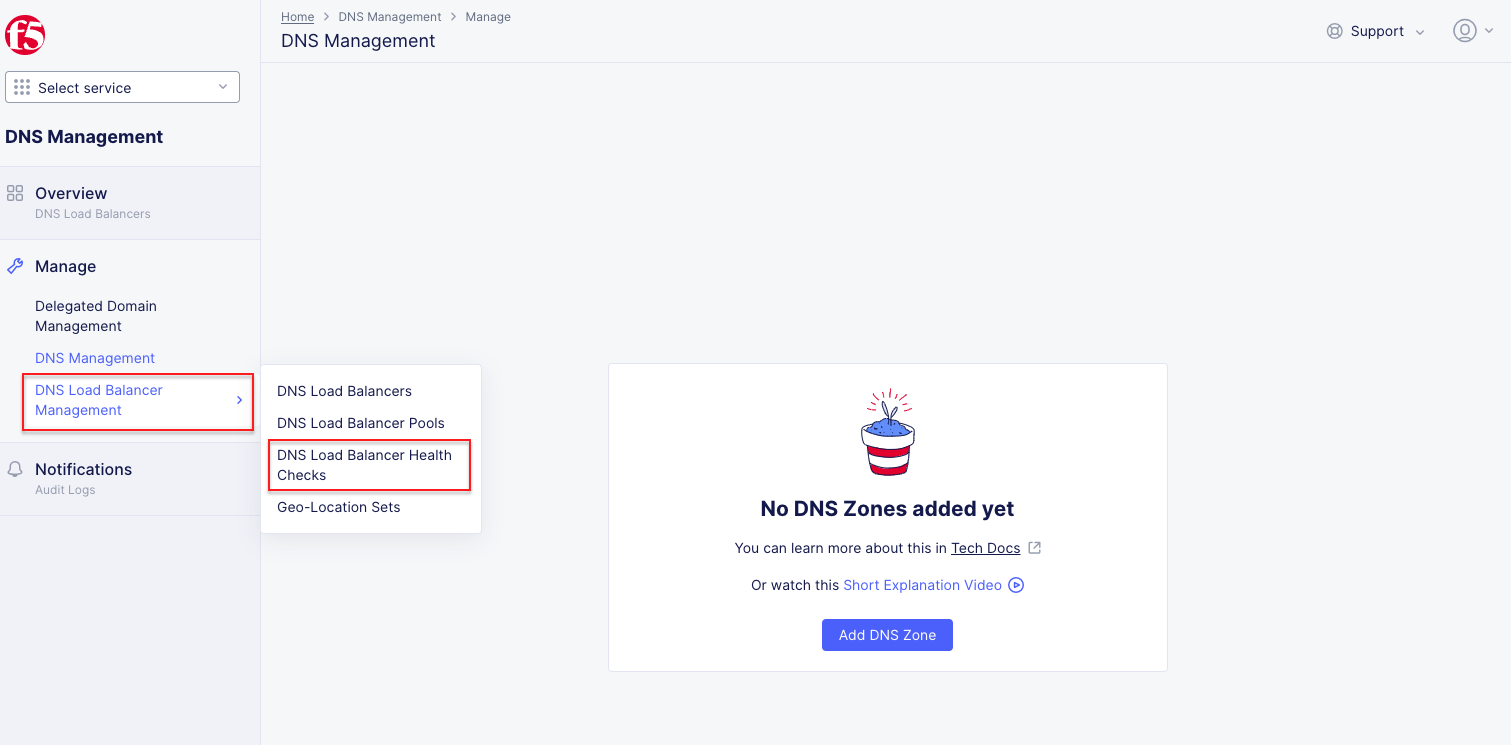 f5
Select service
DNS Management
Overview
DNS Load Balancers
Manage
Delegated Domain
Management
DNS Management
DNS Load Balancer
Management
Notifications
Audit Logs
Home > DNS Management > Manage
DNS Management
Support
DNS Load Balancers
DNS Load Balancer Pools
DNS Load Balancer Health
Checks
Geo-Location Sets
No DNS Zones added yet
You can learn more about this in Tech Docs
Or watch this Short Explanation Video
Add DNS Zone